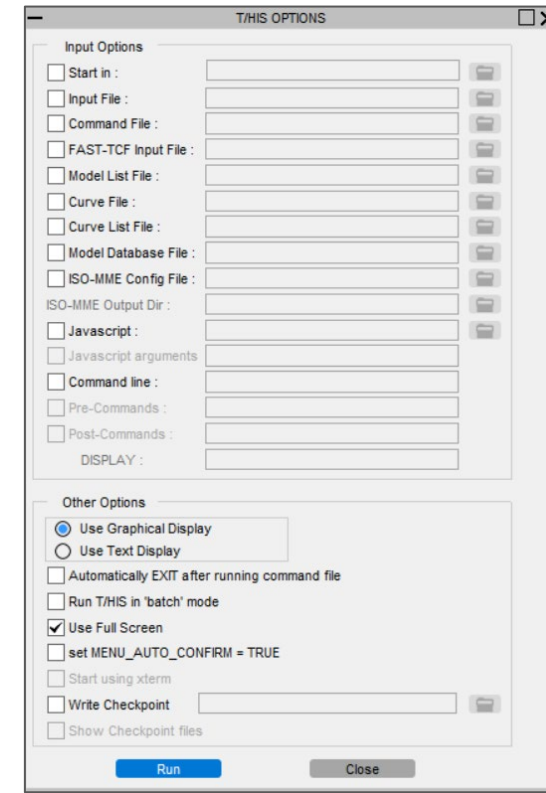 T/HIS OPTIONS
Input Options
Start in :
Input File :
Command File :
FAST-TCF Input File :
Model List File :
Curve File :
Curve List File :
Model Database File :
ISO-MME Config File :
ISO-MME Output Dir :
Javascript :
Javascript arguments
Command line :
Pre-Commands :
Post-Commands :
DISPLAY :
Other Options
Use Graphical Display
Use Text Display
Automatically EXIT after running command file
Run T/HIS in 'batch' mode
Use Full Screen
set MENU_AUTO_CONFIRM = TRUE
Start using xterm
Write Checkpoint
Show Checkpoint files
Run Close